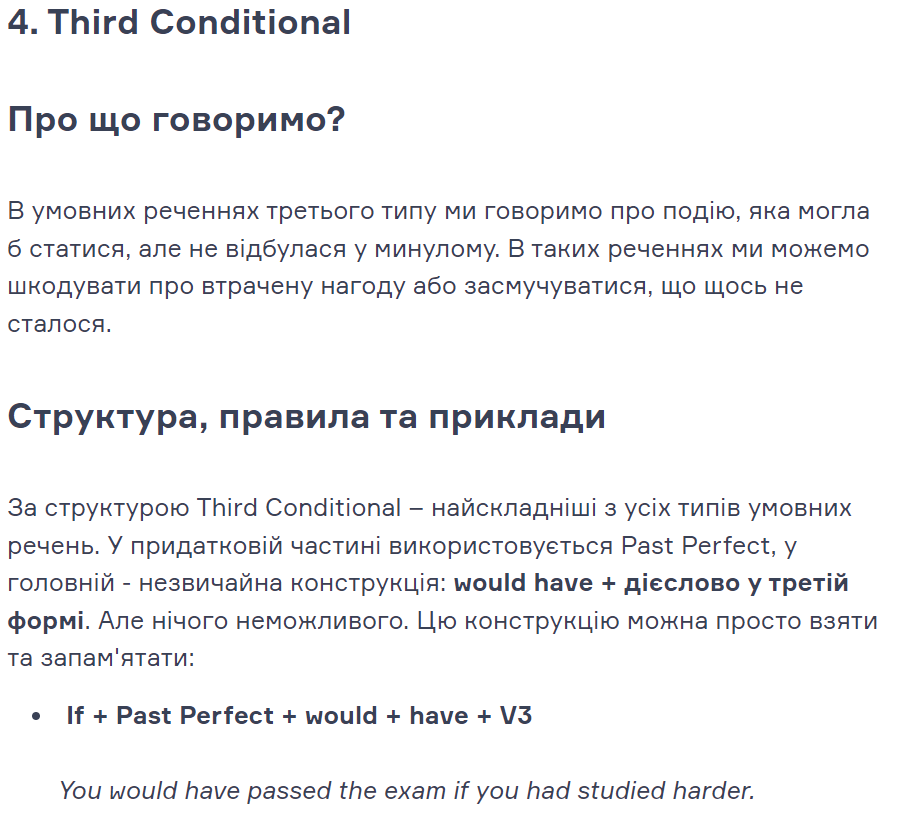 4. Third Conditional
Про що говоримо?
В умовних реченнях третього типу ми говоримо про подію, яка могла
б статися, але не відбулася у минулому. В таких реченнях ми можемо
шкодувати про втрачену нагоду або засмучуватися, що щось не
сталося.
Структура, правила та приклади
За структурою Third Conditional – найскладніші з усіх типів умовних
речень. У придатковій частині використовується Past Perfect, у
головній - незвичайна конструкція: would have + дієслово у третій
формі. Але нічого неможливого. Цю конструкцію можна просто взяти
та запам'ятати:
• If + Past Perfect + would + have + V3
You would have passed the exam if you had studied harder.